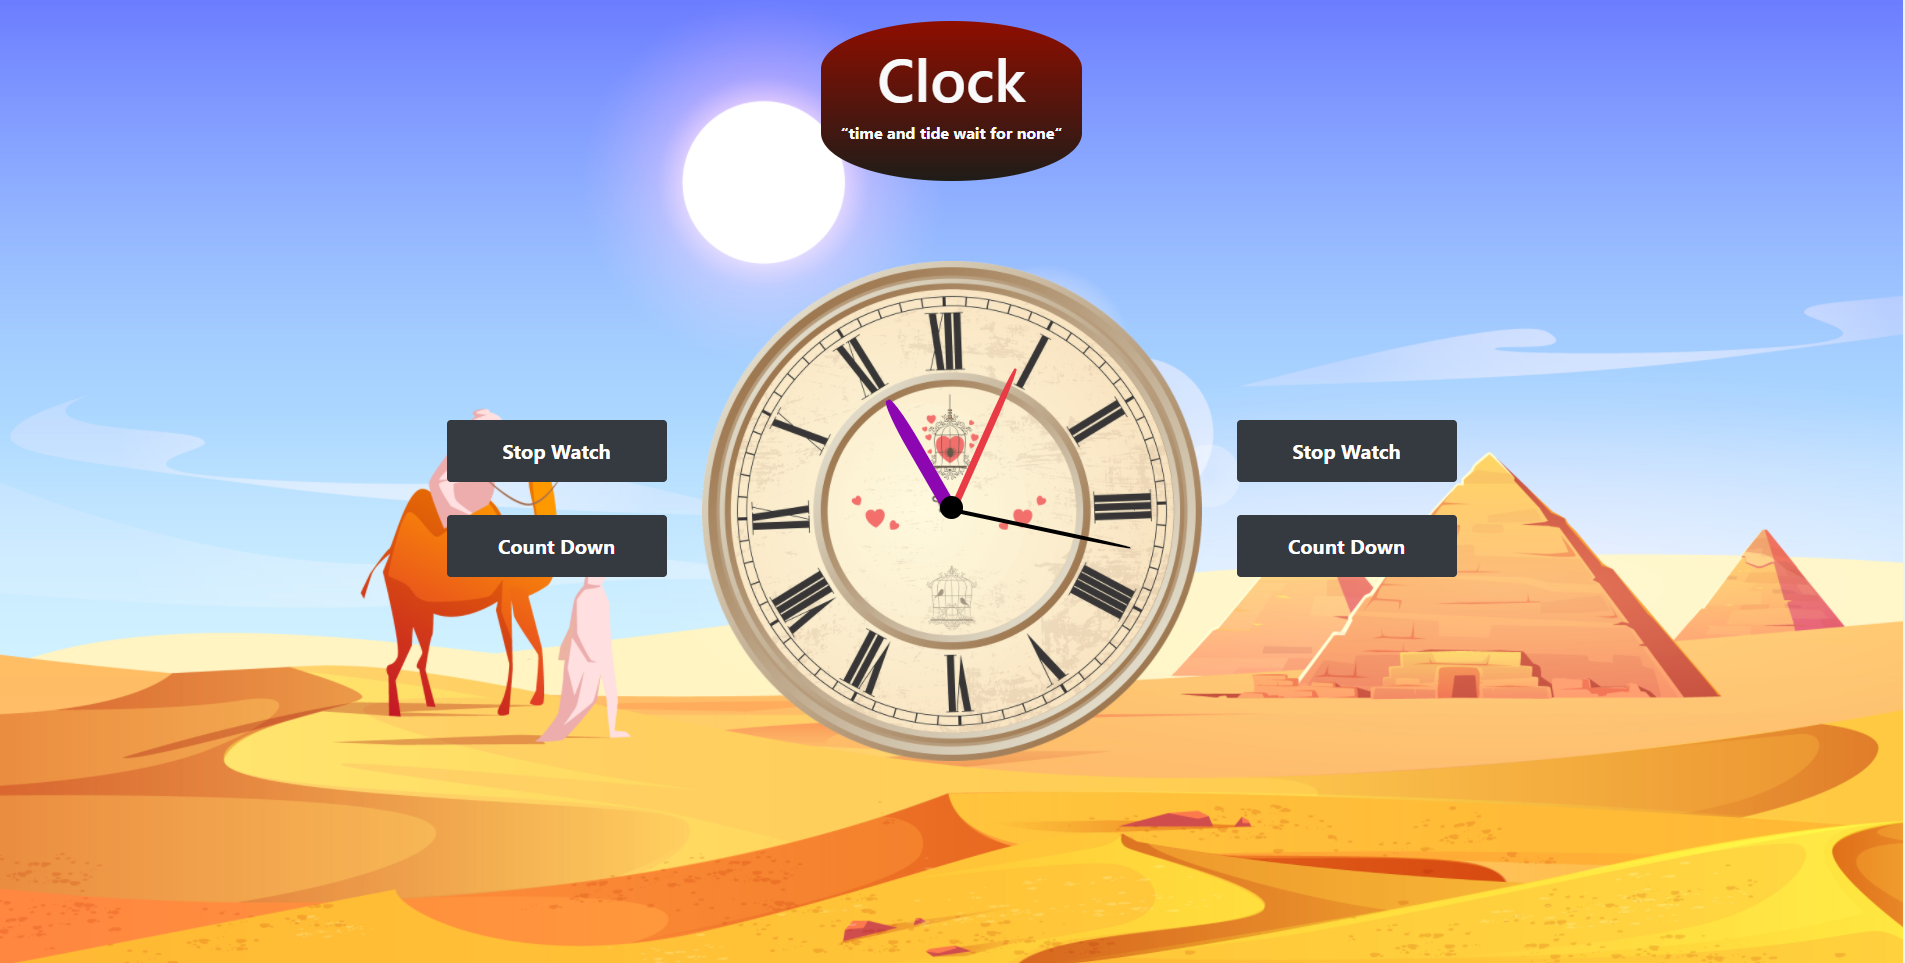 Clock
“time and tide wait for none”
XII
XI
I
X
II
IX
III
VIII
IIII
VII
V
VI
Stop Watch
Stop Watch
Count Down
Count Down